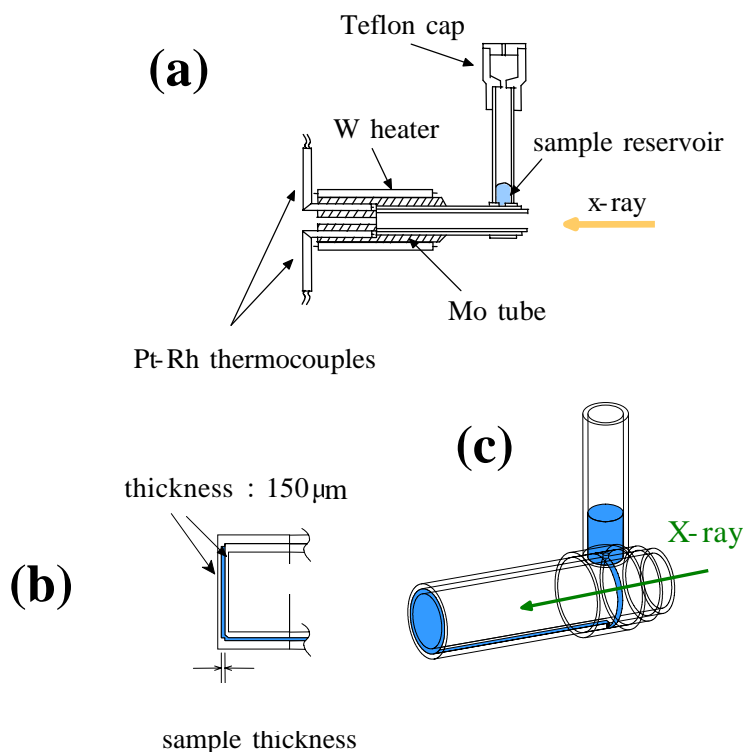 Teflon cap
(a)
W heater
sample reservoir
x-ray
Mo tube
Pt-Rh thermocouples
(c)
thickness : 150μm
X-ray
(b)
sample thickness